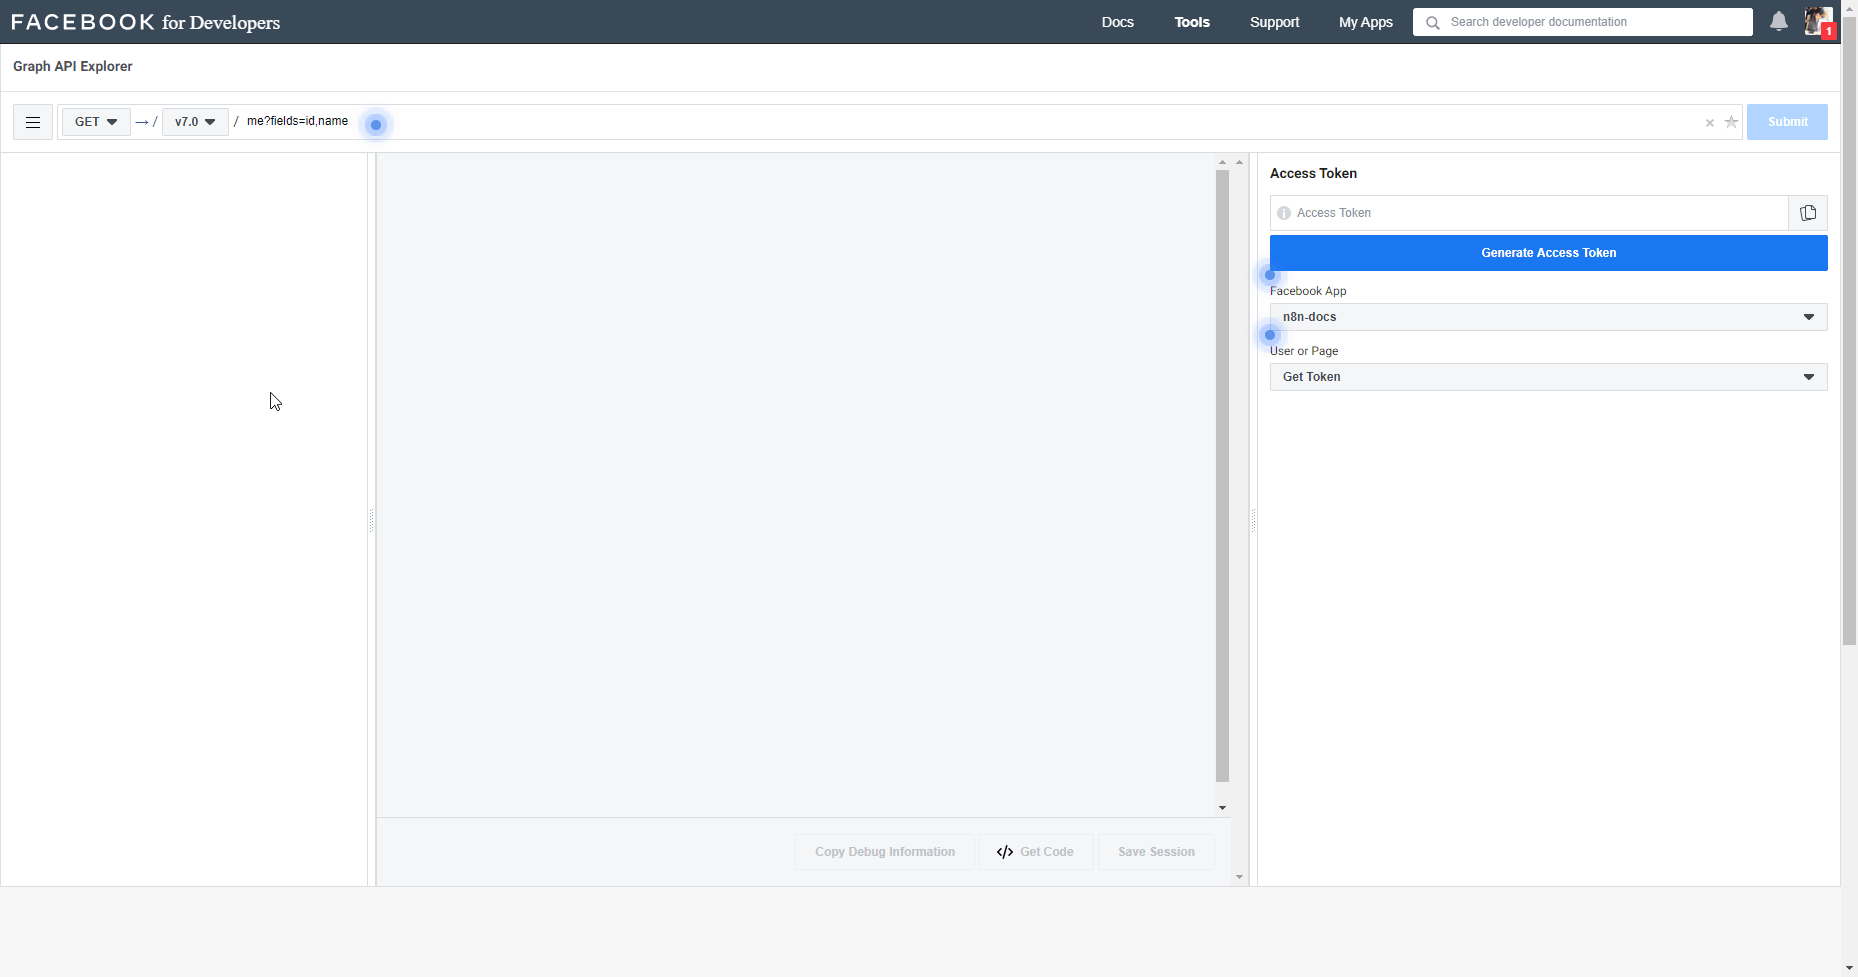 FACEBOOK for Developers
Docs Tools Support My Apps Search developer documentation 1
Graph API Explorer
GET →/ v7.0 / me?fields=id,name × Submit
Access Token
Access Token
Generate Access Token
Facebook App
n8n-docs
User or Page
Get Token
Copy Debug Information </> Get Code Save Session